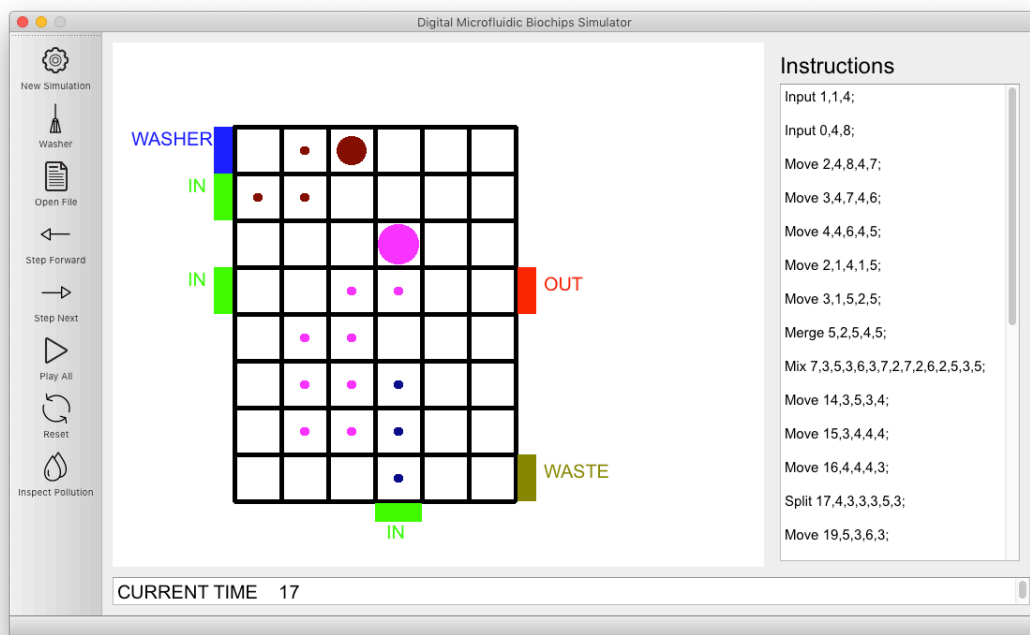 Digital Microfluidic Biochips Simulator
New Simulation
Washer
Open File
Step Forward
Step Next
Play All
Reset
Inspect Pollution
WASHER
IN
IN
OUT
WASTE
IN
Instructions
Input 1,1,4;
Input 0,4,8;
Move 2,4,8,4,7;
Move 3,4,7,4,6;
Move 4,4,6,4,5;
Move 2,1,4,1,5;
Move 3,1,5,2,5;
Merge 5,2,5,4,5;
Mix 7,3,5,3,6,3,7,2,7,2,6,2,5,3,5;
Move 14,3,5,3,4;
Move 15,3,4,4,4;
Move 16,4,4,4,3;
Split 17,4,3,3,3,5,3;
Move 19,5,3,6,3;
CURRENT TIME 17